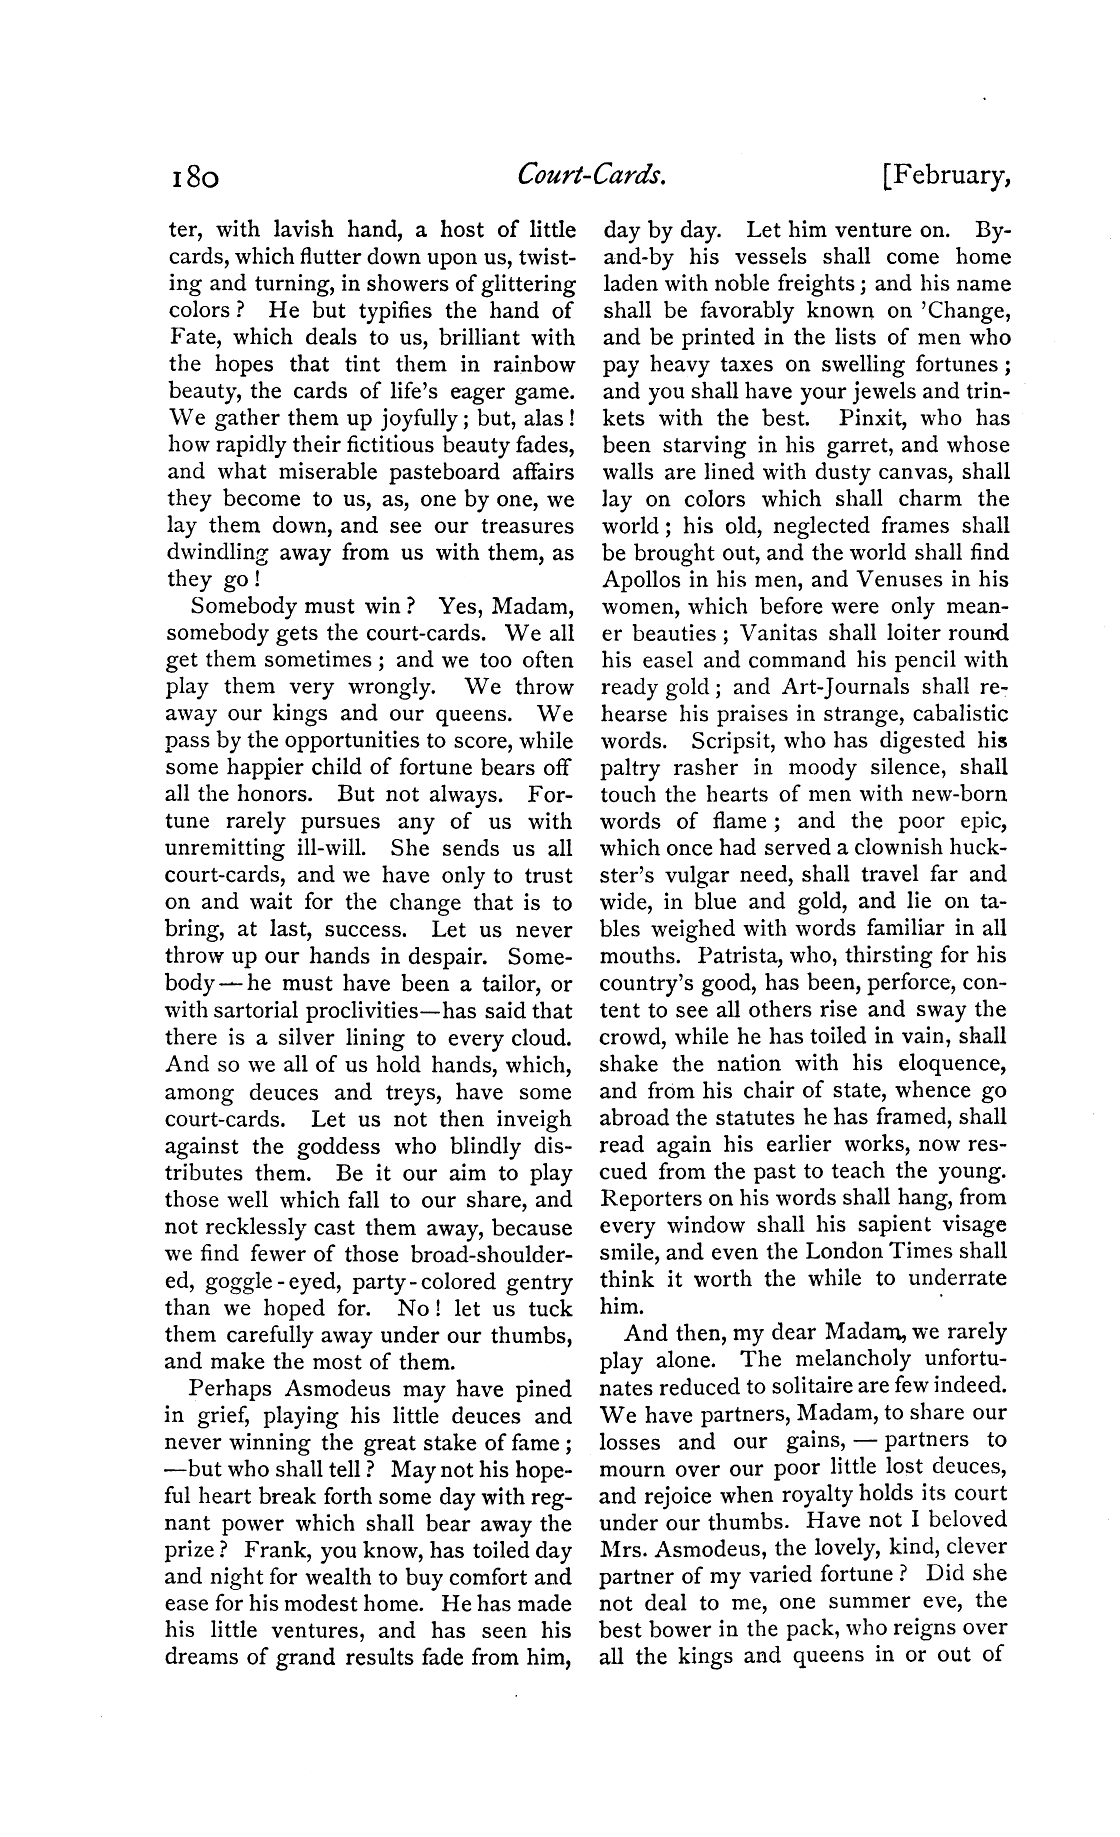 180 Court-Cards. [February,
ter, with lavish hand, a host of little
cards, which flutter down upon us, twist-
ing and turning, in showers of glittering
colors ? He but typifies the hand of
Fate, which deals to us, brilliant with
the hopes that tint them in rainbow
beauty, the cards of life's eager game.
We gather them up joyfully ; but, alas !
how rapidly their fictitious beauty fades,
and what miserable pasteboard affairs
they become to us, as, one by one, we
lay them down, and see our treasures
dwindling away from us with them, as
they go !
Somebody must win ? Yes, Madam,
somebody gets the court-cards. We all
get them sometimes ; and we too often
play them very wrongly. We throw
away our kings and our queens. We
pass by the opportunities to score, while
some happier child of fortune bears off
all the honors. But not always. For-
tune rarely pursues any of us with
unremitting ill-will. She sends us all
court-cards, and we have only to trust
on and wait for the change that is to
bring, at last, success. Let us never
throw up our hands in despair. Some-
body — he must have been a tailor, or
with sartorial proclivities—has said that
there is a silver lining to every cloud.
And so we all of us hold hands, which,
among deuces and treys, have some
court-cards. Let us not then inveigh
against the goddess who blindly dis-
tributes them. Be it our aim to play
those well which fall to our share, and
not recklessly cast them away, because
we find fewer of those broad-shoulder-
ed, goggle-eyed, party-colored gentry
than we hoped for. No ! let us tuck
them carefully away under our thumbs,
and make the most of them.
Perhaps Asmodeus may have pined
in grief, playing his little deuces and
never winning the great stake of fame ;
—but who shall tell ? May not his hope-
ful heart break forth some day with reg-
nant power which shall bear away the
prize ? Frank, you know, has toiled day
and night for wealth to buy comfort and
ease for his modest home. He has made
his little ventures, and has seen his
dreams of grand results fade from him,
day by day. Let him venture on. By-
and-by his vessels shall come home
laden with noble freights ; and his name
shall be favorably known on 'Change,
and be printed in the lists of men who
pay heavy taxes on swelling fortunes ;
and you shall have your jewels and trin-
kets with the best. Pinxit, who has
been starving in his garret, and whose
walls are lined with dusty canvas, shall
lay on colors which shall charm the
world ; his old, neglected frames shall
be brought out, and the world shall find
Apollos in his men, and Venuses in his
women, which before were only mean-
er beauties ; Vanitas shall loiter round
his easel and command his pencil with
ready gold ; and Art-Journals shall re-
hearse his praises in strange, cabalistic
words. Scripsit, who has digested his
paltry rasher in moody silence, shall
touch the hearts of men with new-born
words of flame ; and the poor epic,
which once had served a clownish huck-
ster's vulgar need, shall travel far and
wide, in blue and gold, and lie on ta-
bles weighed with words familiar in all
mouths. Patrista, who, thirsting for his
country's good, has been, perforce, con-
tent to see all others rise and sway the
crowd, while he has toiled in vain, shall
shake the nation with his eloquence,
and from his chair of state, whence go
abroad the statutes he has framed, shall
read again his earlier works, now res-
cued from the past to teach the young.
Reporters on his words shall hang, from
every window shall his sapient visage
smile, and even the London Times shall
think it worth the while to underrate
him.
And then, my dear Madam, we rarely
play alone. The melancholy unfortu-
nates reduced to solitaire are few indeed.
We have partners, Madam, to share our
losses and our gains, — partners to
mourn over our poor little lost deuces,
and rejoice when royalty holds its court
under our thumbs. Have not I beloved
Mrs. Asmodeus, the lovely, kind, clever
partner of my varied fortune ? Did she
not deal to me, one summer eve, the
best bower in the pack, who reigns over
all the kings and queens in or out of